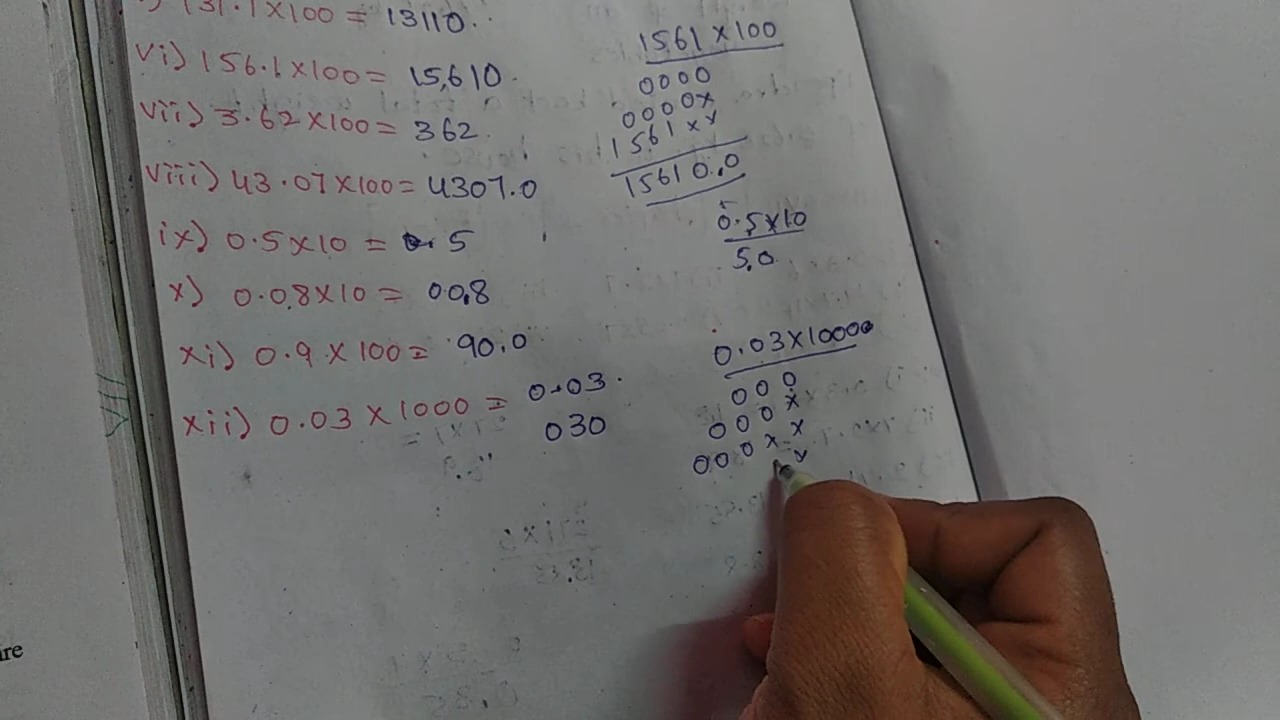 131.1 × 100 = 13110.
vi) 156.1 × 100 = 15,610.
vii) 3.62 × 100 = 362.
viii) 43.07 × 100 = 4307.0
ix) 0.5 × 10 = 5
x) 0.08 × 10 = 00.8
xi) 0.9 × 100 = 90.0
xii) 0.03 × 1000 = 0.03.
030
1561 × 100
0000
0000×
1561××
15610.0
0.5×10
5.0
0.03×10000
000
000×
000××
×